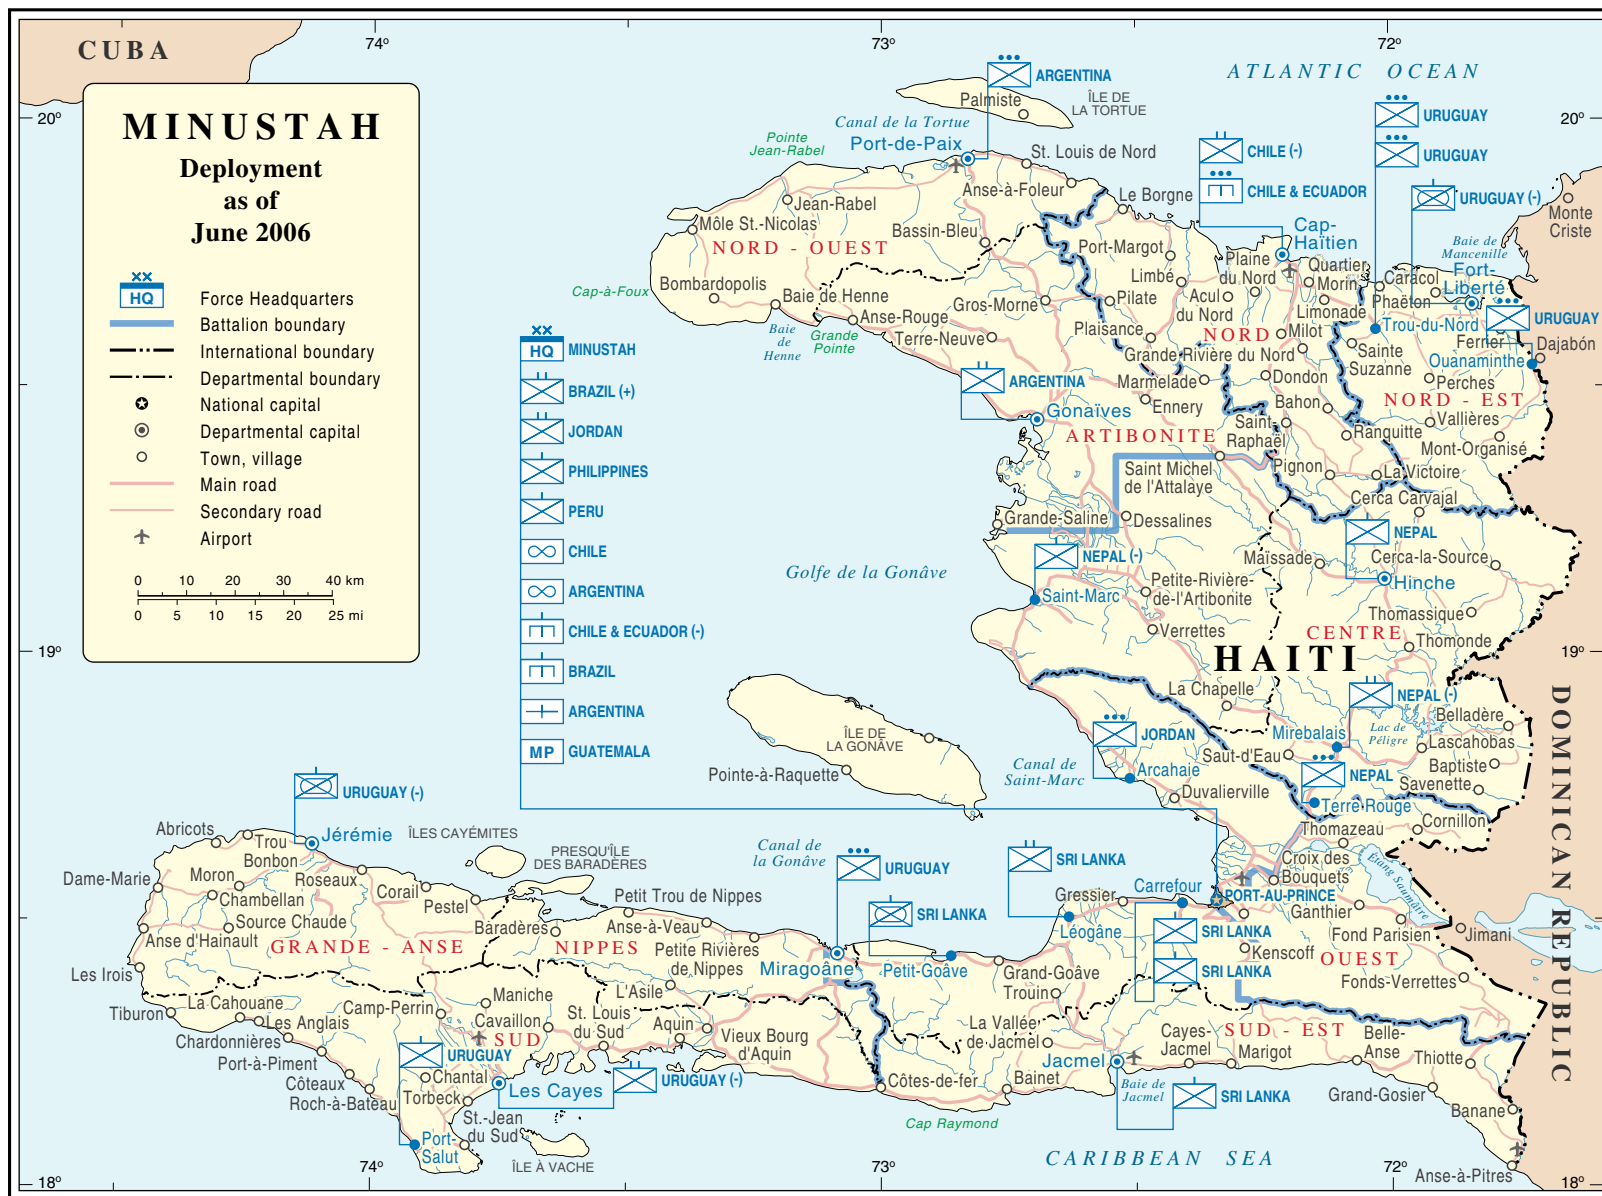 CUBA
74º
73º
72º
ATLANTIC OCEAN
20º
20º
MINUSTAH
Deployment
as of
June 2006
HQ
Force Headquarters
Battalion boundary
International boundary
Departmental boundary
National capital
Departmental capital
Town, village
Main road
Secondary road
Airport
0 10 20 30 40 km
0 5 10 15 20 25 mi
HQ MINUSTAH
BRAZIL (+)
JORDAN
PHILIPPINES
PERU
CHILE
ARGENTINA
CHILE & ECUADOR (-)
BRAZIL
ARGENTINA
MP GUATEMALA
ARGENTINA
Palmiste
ÎLE DE
LA TORTUE
Canal de la Tortue
Port-de-Paix
Pointe
Jean-Rabel
St. Louis de Nord
Anse-à-Foleur
Le Borgne
CHILE (-)
CHILE & ECUADOR
URUGUAY
URUGUAY
URUGUAY (-)
Monte
Criste
Jean-Rabel
Môle St.-Nicolas
NORD - OUEST
Bassin-Bleu
Port-Margot
Cap-
Haïtien
Baie de
Mancenille
Fort-
Liberté
Plaine
du Nord
Quartier
Morin
Caracol
Phaëton
Limbé
Cap-à-Foux
Bombardopolis
Baie de Henne
Gros-Morne
Pilate
Acul
du Nord
Limonade
Anse-Rouge
Baie
de
Henne
Grande
Pointe
Terre-Neuve
Plaisance
NORD
Milot
Trou-du-Nord
URUGUAY
Ferrier
Dajabón
Ouanaminthe
Grande Rivière du Nord
Sainte
Suzanne
Marmelade
Dondon
Perches
NORD - EST
ARGENTINA
Gonaïves
Ennery
Bahon
Vallières
ARTIBONITE
Saint-
Raphaël
Ranquitte
Mont-Organisé
Saint Michel
de l'Attalaye
Pignon
La Victoire
Cerca Carvajal
Grande-Saline
Dessalines
NEPAL (-)
NEPAL
Maissade
Cerca-la-Source
Golfe de la Gonâve
Saint-Marc
Petite-Rivière-
de-l'Artibonite
Hinche
Thomassique
Verrettes
CENTRE
Thomonde
19º
19º
HAITI
La Chapelle
NEPAL (-)
Belladère
Mirebalais
Lac de
Péligre
Lascahobas
ÎLE DE
LA GONÂVE
JORDAN
Saut-d'Eau
Baptiste
Pointe-à-Raquette
Canal de
Saint-Marc
Arcahaie
NEPAL
Savenette
Duvalierville
Terre Rouge
Thomazeau
Cornillon
DOMINICAN REPUBLIC
URUGUAY (-)
Abricots
Jérémie
ÎLES CAYÉMITES
Trou
Bonbon
PRESQU'ÎLE
DES BARADÈRES
Canal de
la Gonâve
URUGUAY
SRI LANKA
Croix des
Bouquets
Étang Saumâtre
Dame-Marie
Moron
Roseaux
Corail
Petit Trou de Nippes
Gressier
Carrefour
PORT-AU-PRINCE
Chambellan
Pestel
Ganthier
Source Chaude
Anse d'Hainault
Baradères
Anse-à-Veau
SRI LANKA
Léogâne
SRI LANKA
Fond Parisien
Jimani
GRANDE - ANSE
NIPPES
Petite Rivières
de Nippes
Kenscoff
OUEST
Les Irois
Miragoâne
Petit-Goâve
Grand-Goâve
SRI LANKA
Fonds-Verrettes
Trouin
L'Asile
Tiburon
La Cahouane
Camp-Perrin
Maniche
Les Anglais
Cavaillon
St. Louis
du Sud
Aquin
Vieux Bourg
d'Aquin
La Vallée
de Jacmel
Cayes-
Jacmel
SUD - EST
Belle-
Anse
Chardonnières
SUD
Port-à-Piment
URUGUAY
Jacmel
Marigot
Thiotte
Côteaux
Chantal
Les Cayes
URUGUAY (-)
Côtes-de-fer
Bainet
Baie de
Jacmel
SRI LANKA
Grand-Gosier
Roch-à-Bateau
Torbeck
Banane
St.-Jean
du Sud
Cap Raymond
Port-
Salut
ÎLE À VACHE
CARIBBEAN SEA
Anse-à-Pitres
18º
74º
73º
72º
18º